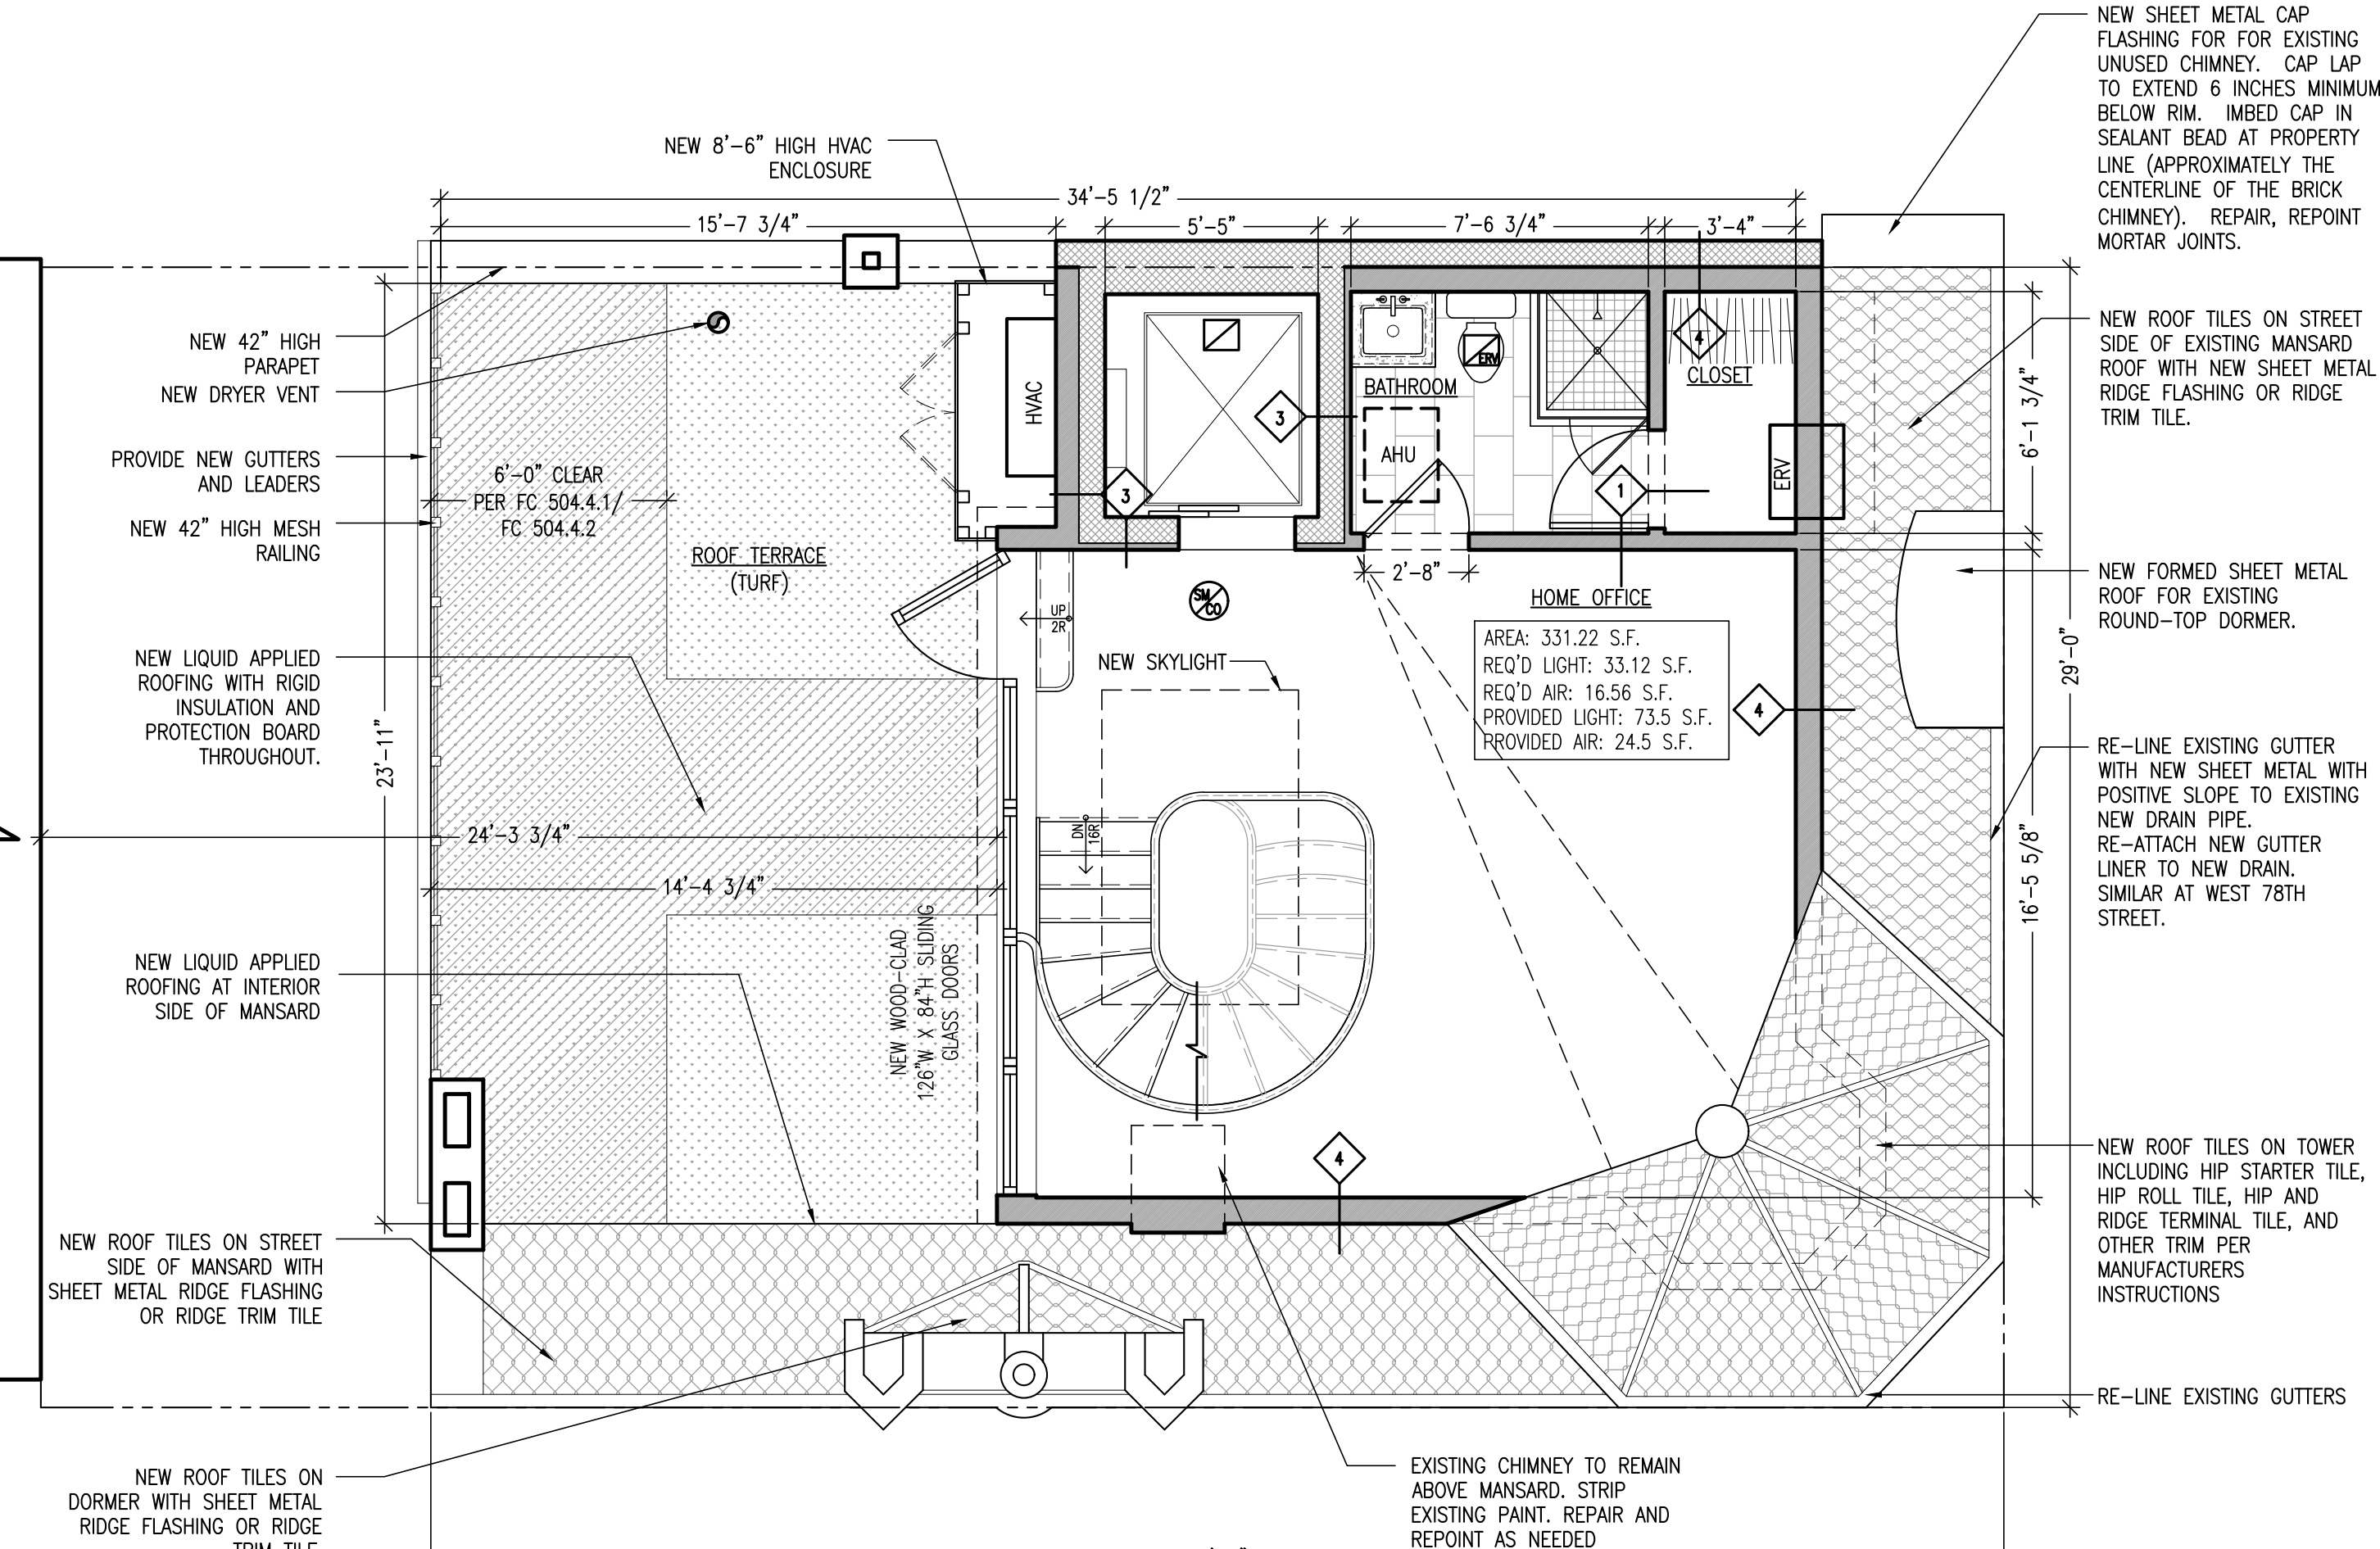 NEW SHEET METAL CAP
FLASHING FOR FOR EXISTING
UNUSED CHIMNEY. CAP LAP
TO EXTEND 6 INCHES MINIMUM
BELOW RIM. IMBED CAP IN
SEALANT BEAD AT PROPERTY
LINE (APPROXIMATELY THE
CENTERLINE OF THE BRICK
CHIMNEY). REPAIR, REPOINT
MORTAR JOINTS.
NEW 8'-6" HIGH HVAC
ENCLOSURE
34'-5 1/2"
15'-7 3/4"
5'-5"
7'-6 3/4"
3'-4"
NEW 42" HIGH
PARAPET
NEW DRYER VENT
PROVIDE NEW GUTTERS
AND LEADERS
NEW 42" HIGH MESH
RAILING
NEW LIQUID APPLIED
ROOFING WITH RIGID
INSULATION AND
PROTECTION BOARD
THROUGHOUT.
NEW LIQUID APPLIED
ROOFING AT INTERIOR
SIDE OF MANSARD
NEW ROOF TILES ON STREET
SIDE OF MANSARD WITH
SHEET METAL RIDGE FLASHING
OR RIDGE TRIM TILE
NEW ROOF TILES ON
DORMER WITH SHEET METAL
RIDGE FLASHING OR RIDGE
TRIM TILE
23'-11"
6'-0" CLEAR
PER FC 504.4.1/
FC 504.4.2
ROOF TERRACE
(TURF)
24'-3 3/4"
14'-4 3/4"
NEW WOOD-CLAD
126"W X 84"H SLIDING
GLASS DOORS
HVAC
3
3
BATHROOM
AHU
ERV
4
CLOSET
1
ERV
2'-8"
UP
2R
SM
CO
NEW SKYLIGHT
DN
16R
HOME OFFICE
AREA: 331.22 S.F.
REQ'D LIGHT: 33.12 S.F.
REQ'D AIR: 16.56 S.F.
PROVIDED LIGHT: 73.5 S.F.
PROVIDED AIR: 24.5 S.F.
4
4
6'-1 3/4"
29'-0"
16'-5 5/8"
NEW ROOF TILES ON STREET
SIDE OF EXISTING MANSARD
ROOF WITH NEW SHEET METAL
RIDGE FLASHING OR RIDGE
TRIM TILE.
NEW FORMED SHEET METAL
ROOF FOR EXISTING
ROUND-TOP DORMER.
RE-LINE EXISTING GUTTER
WITH NEW SHEET METAL WITH
POSITIVE SLOPE TO EXISTING
NEW DRAIN PIPE.
RE-ATTACH NEW GUTTER
LINER TO NEW DRAIN.
SIMILAR AT WEST 78TH
STREET.
NEW ROOF TILES ON TOWER
INCLUDING HIP STARTER TILE,
HIP ROLL TILE, HIP AND
RIDGE TERMINAL TILE, AND
OTHER TRIM PER
MANUFACTURERS
INSTRUCTIONS
RE-LINE EXISTING GUTTERS
EXISTING CHIMNEY TO REMAIN
ABOVE MANSARD. STRIP
EXISTING PAINT. REPAIR AND
REPOINT AS NEEDED